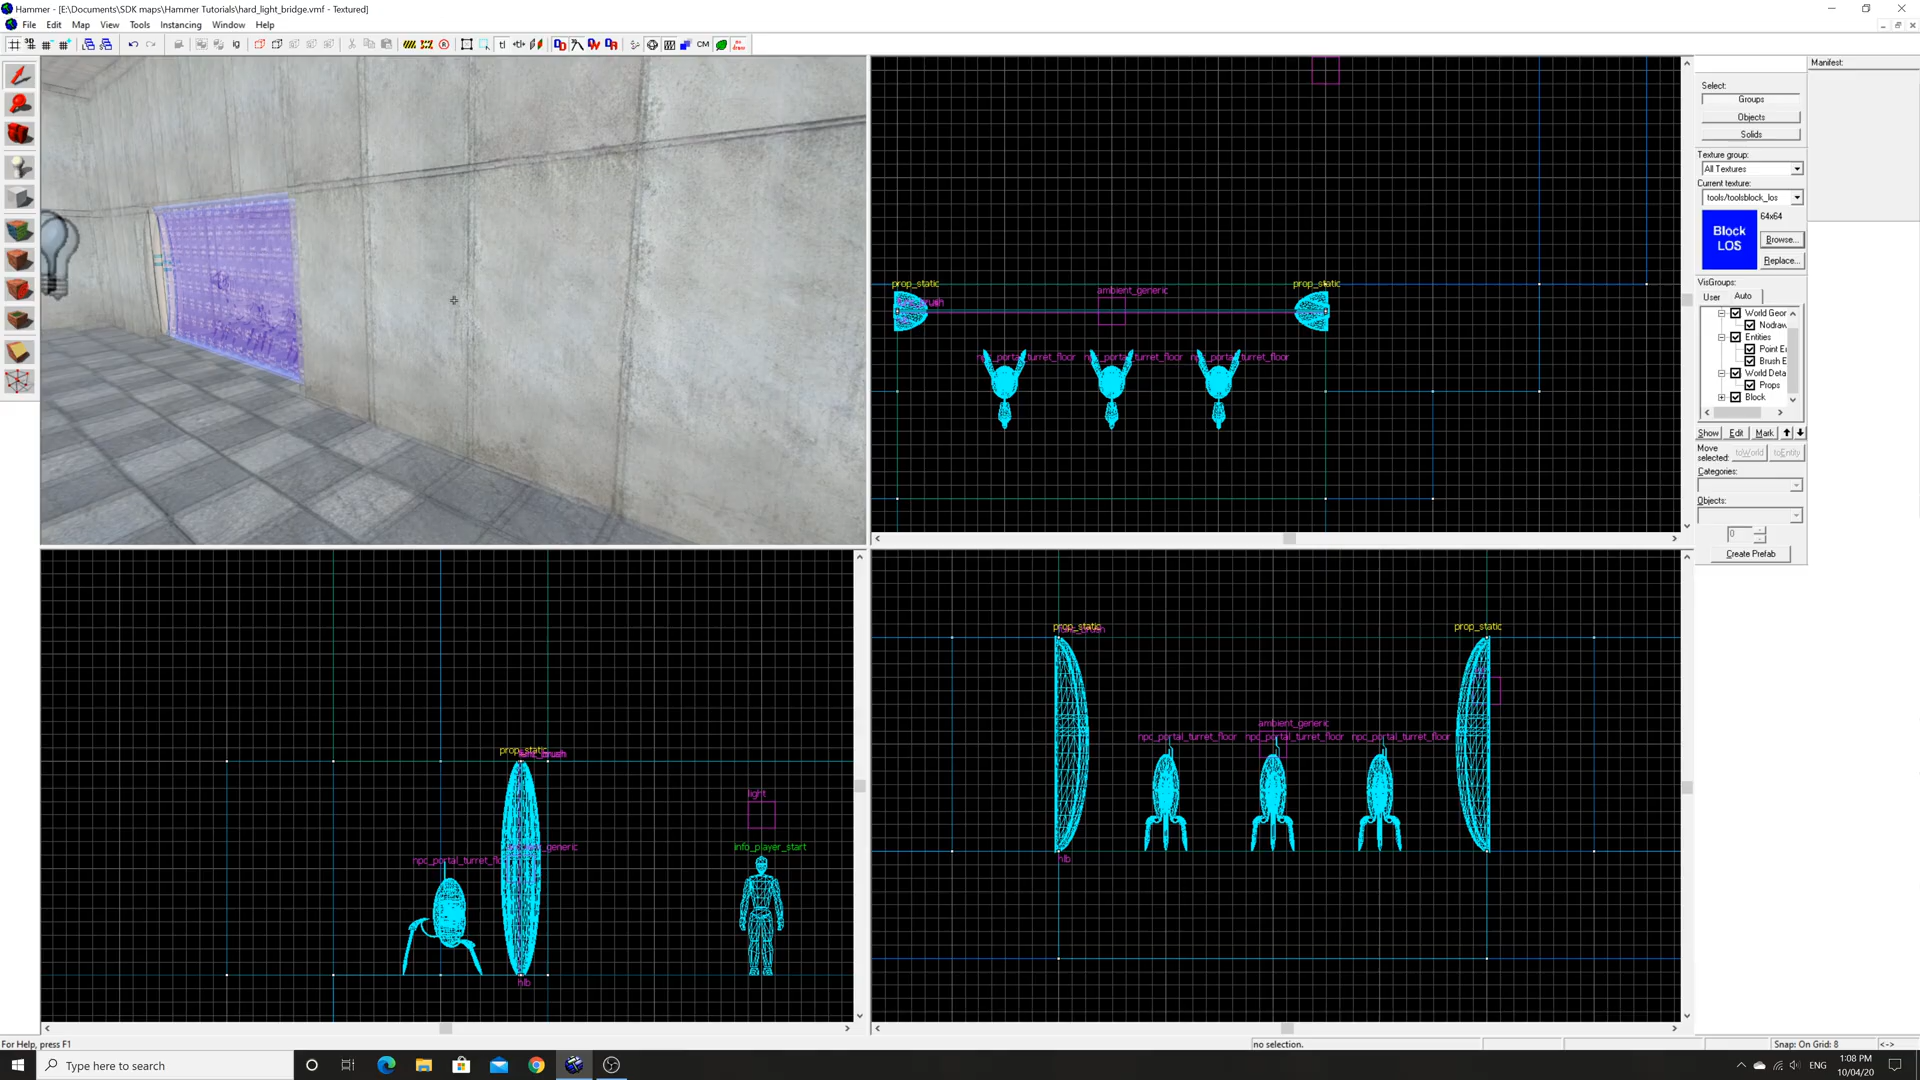 Hammer - [E:\Documents\SDK maps\Hammer Tutorials\hard_light_bridge.vmf - Textured]
File Edit Map View Tools Instancing Window Help
Manifest:
Select:
Groups
Objects
Solids
Texture group:
All Textures
Current texture:
tools/toolsblock_los
64x64
Block
LOS
Browse...
Replace...
VisGroups:
User Auto
World Geor
Nodraw
Entities
Point Er
Brush E
World Deta
Props
Block
Show Edit Mark
Move
selected:
toWorld toEntity
Categories:
Objects:
0
Create Prefab
prop_static
prop_static
ambient_generic
npc_portal_turret_floor
npc_portal_turret_floor
npc_portal_turret_floor
prop_static
light
info_player_start
npc_portal_turret_flo
hlb
prop_static
prop_static
ambient_generic
npc_portal_turret_floor
npc_portal_turret_floor
npc_portal_turret_floor
hlb
For Help, press F1
no selection.
Snap: On Grid: 8
<->
Type here to search
ENG
1:08 PM
10/04/20